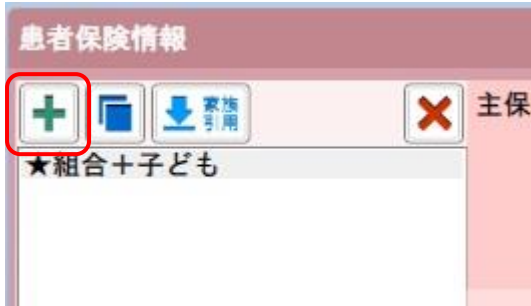 患者保険情報
家族
引用
主保
★組合＋子ども